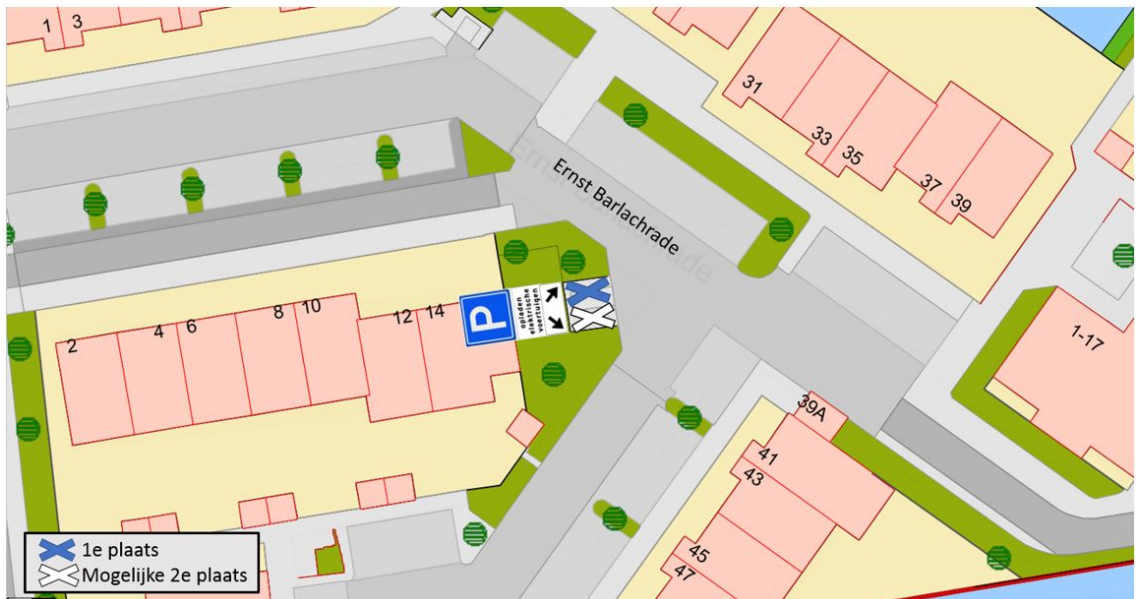 1 3
31
33
35
37
39
Ernst Barlachrade
2
4
6
8
10
12
14
P
opladen
elektrische
voertuigen
1-17
39A
41
43
45
47
1e plaats
Mogelijke 2e plaats